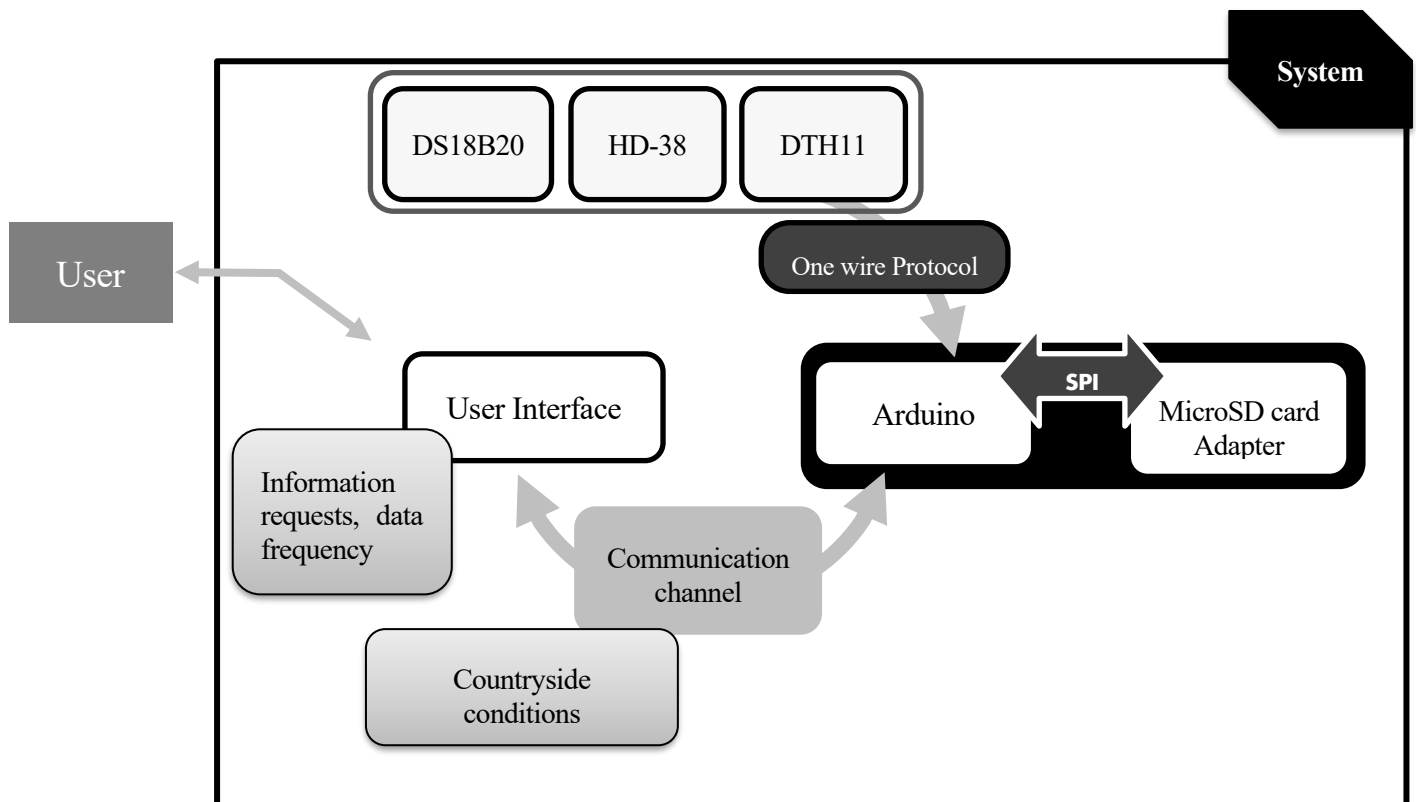 System
DS18B20
HD-38
DTH11
One wire Protocol
User
User Interface
Arduino
SPI
MicroSD card
Adapter
Information
requests, data
frequency
Communication
channel
Countryside
conditions